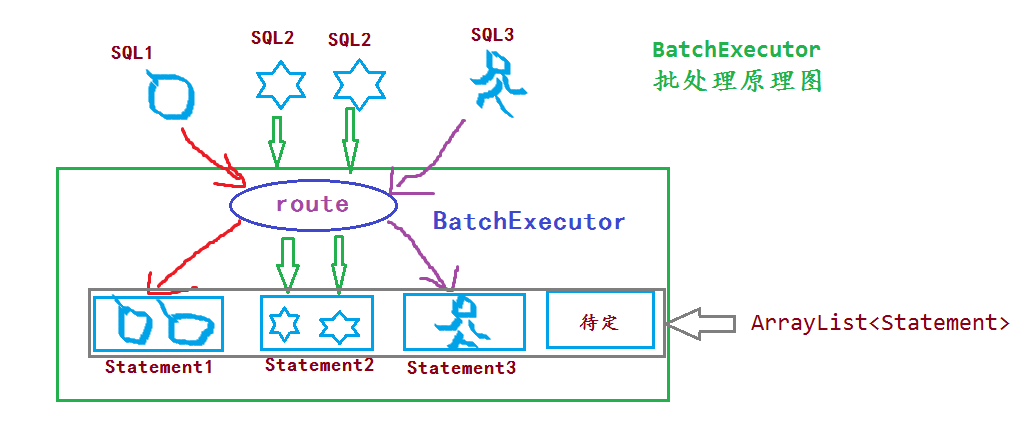 SQL1
SQL2
SQL2
SQL3
BatchExecutor
批处理原理图
route
BatchExecutor
待定
ArrayList<Statement>
Statement1
Statement2
Statement3